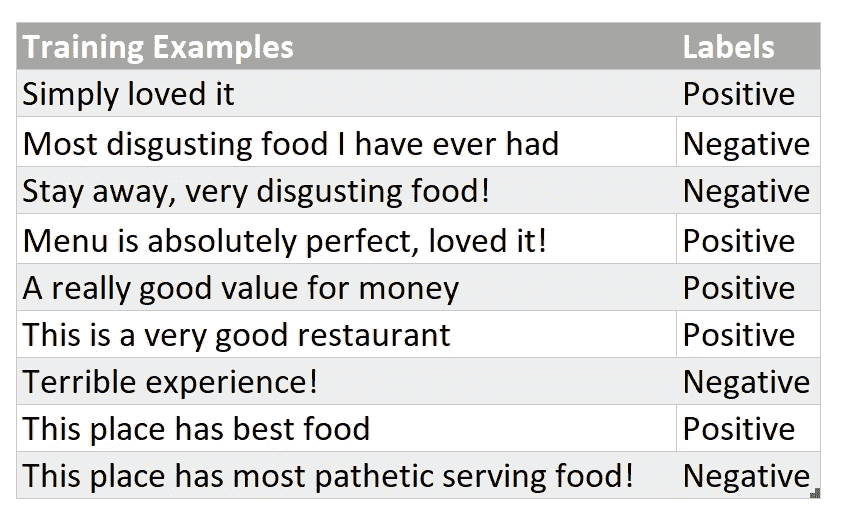 Training Examples Labels
Simply loved it Positive
Most disgusting food I have ever had Negative
Stay away, very disgusting food! Negative
Menu is absolutely perfect, loved it! Positive
A really good value for money Positive
This is a very good restaurant Positive
Terrible experience! Negative
This place has best food Positive
This place has most pathetic serving food! Negative